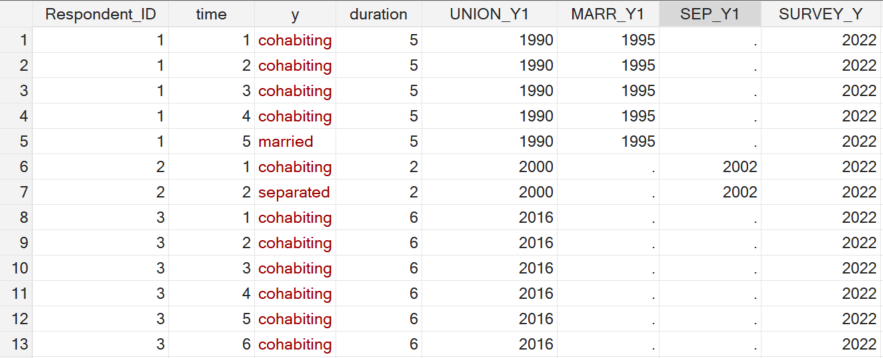 Respondent_ID time y duration UNION_Y1 MARR_Y1 SEP_Y1 SURVEY_Y
1 1 1 cohabiting 5 1990 1995 . 2022
2 1 2 cohabiting 5 1990 1995 . 2022
3 1 3 cohabiting 5 1990 1995 . 2022
4 1 4 cohabiting 5 1990 1995 . 2022
5 1 5 married 5 1990 1995 . 2022
6 2 1 cohabiting 2 2000 . 2002 2022
7 2 2 separated 2 2000 . 2002 2022
8 3 1 cohabiting 6 2016 . . 2022
9 3 2 cohabiting 6 2016 . . 2022
10 3 3 cohabiting 6 2016 . . 2022
11 3 4 cohabiting 6 2016 . . 2022
12 3 5 cohabiting 6 2016 . . 2022
13 3 6 cohabiting 6 2016 . . 2022